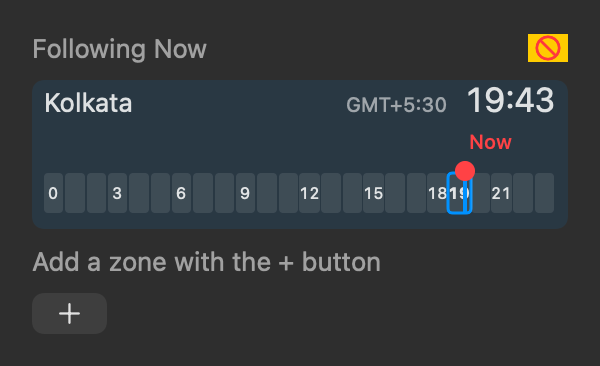 Following Now
Kolkata GMT+5:30 19:43
Now
0 3 6 9 12 15 18 19 21
Add a zone with the + button
+